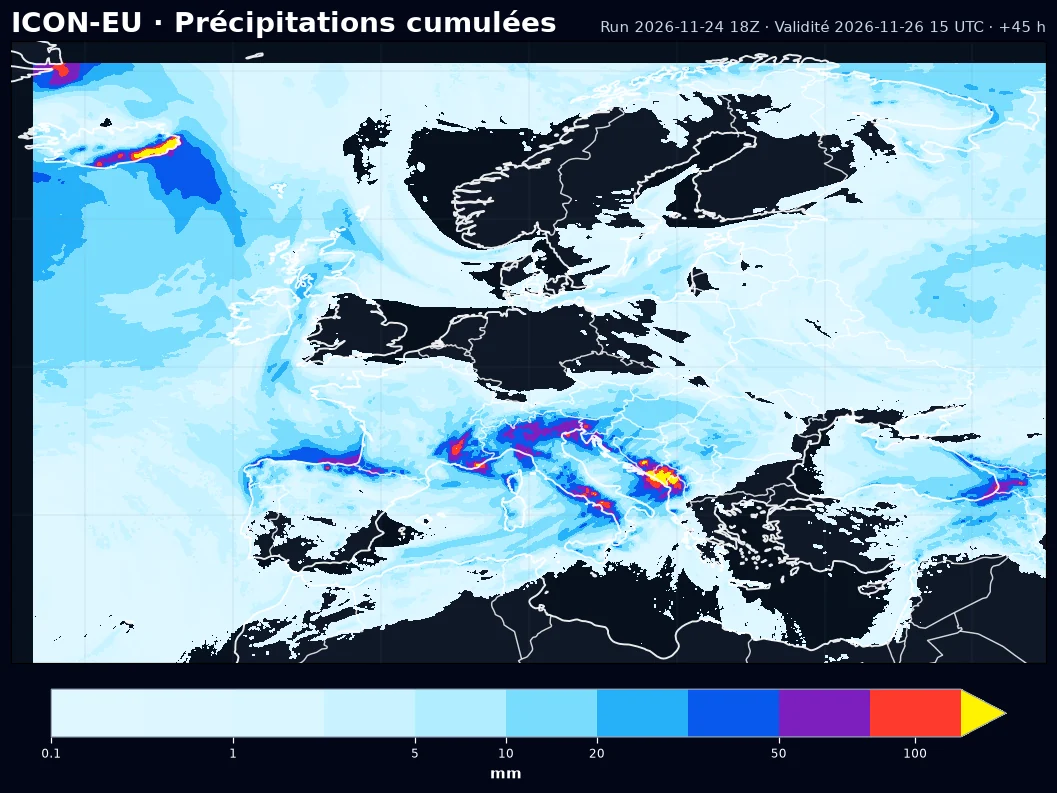 ICON-EU · Précipitations cumulées
Run 2026-11-24 18Z · Validité 2026-11-26 15 UTC · +45 h
0.1 1 5 10 20 50 100
mm